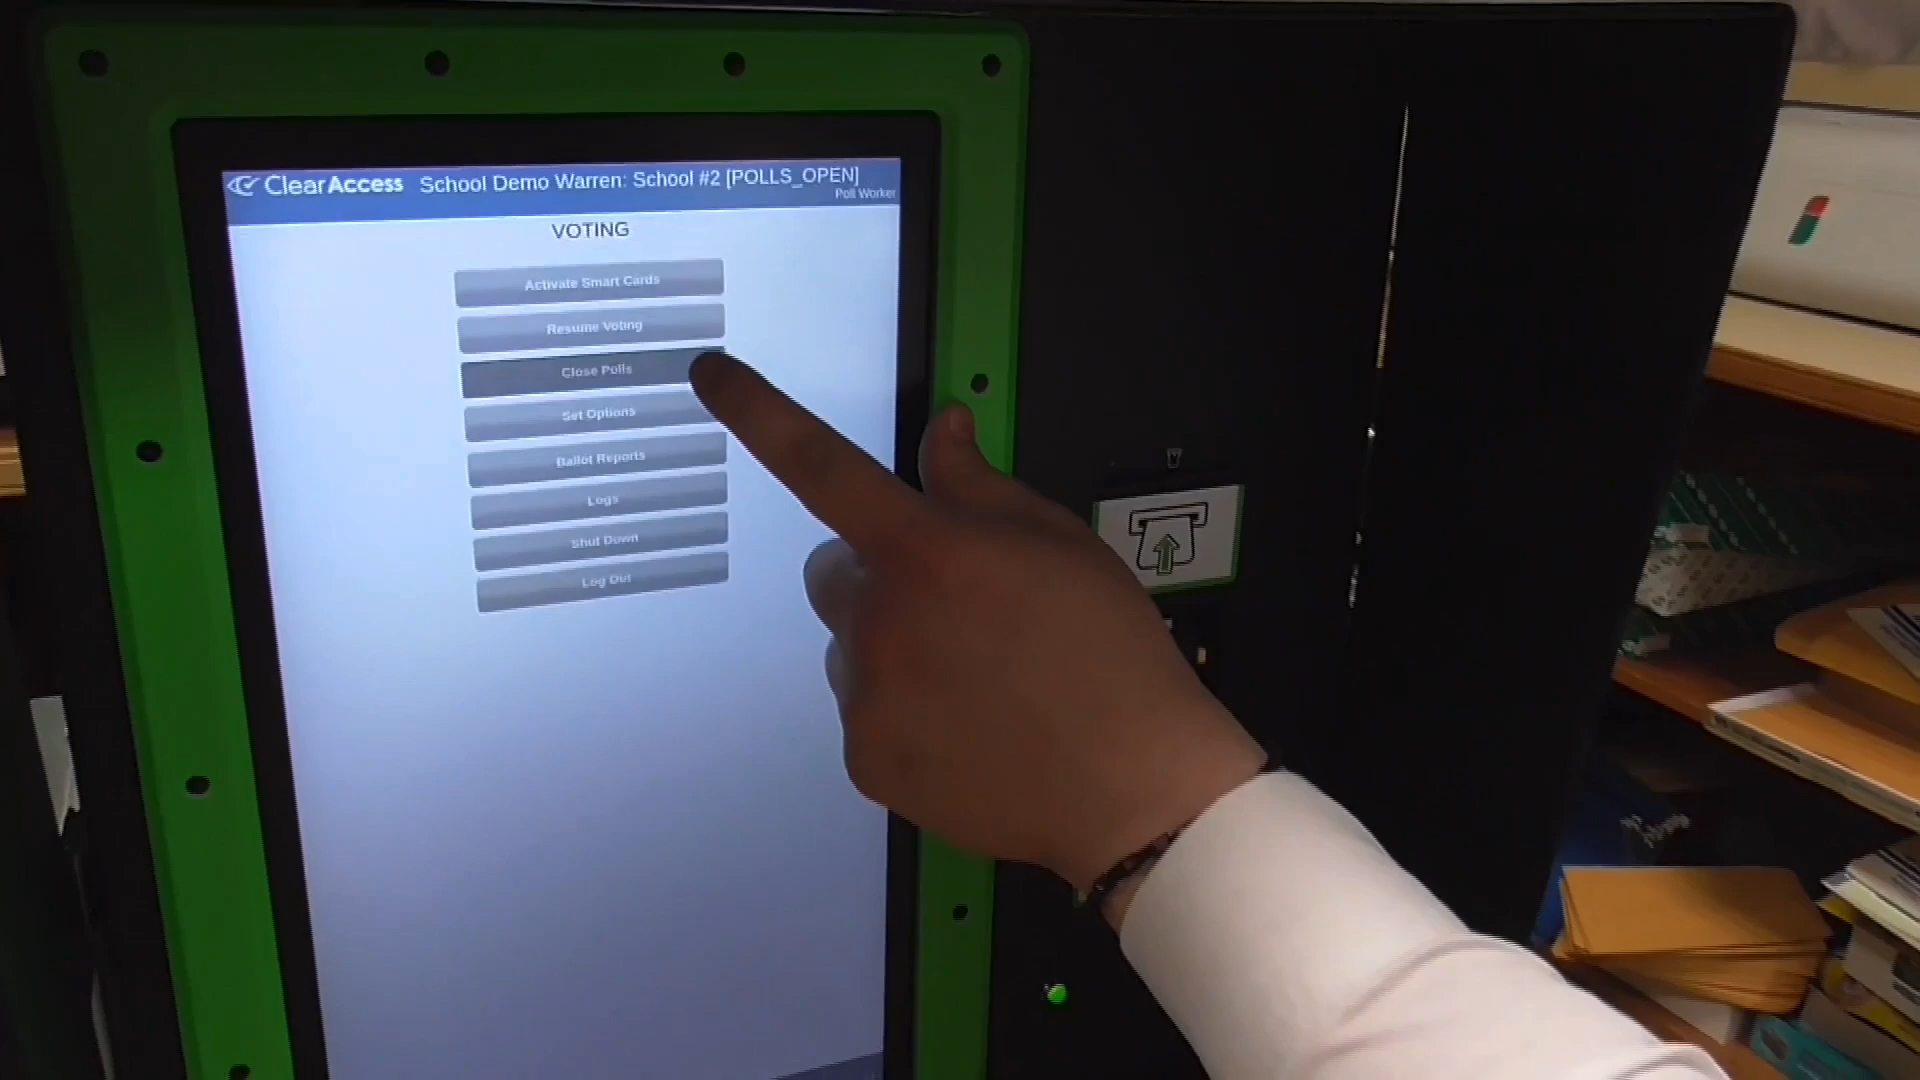 ClearAccess School Demo Warren: School #2 [POLLS_OPEN]
Poll Worker
VOTING
Activate Smart Cards
Resume Voting
Close Polls
Set Options
Ballot Reports
Logs
Shut Down
Log Out